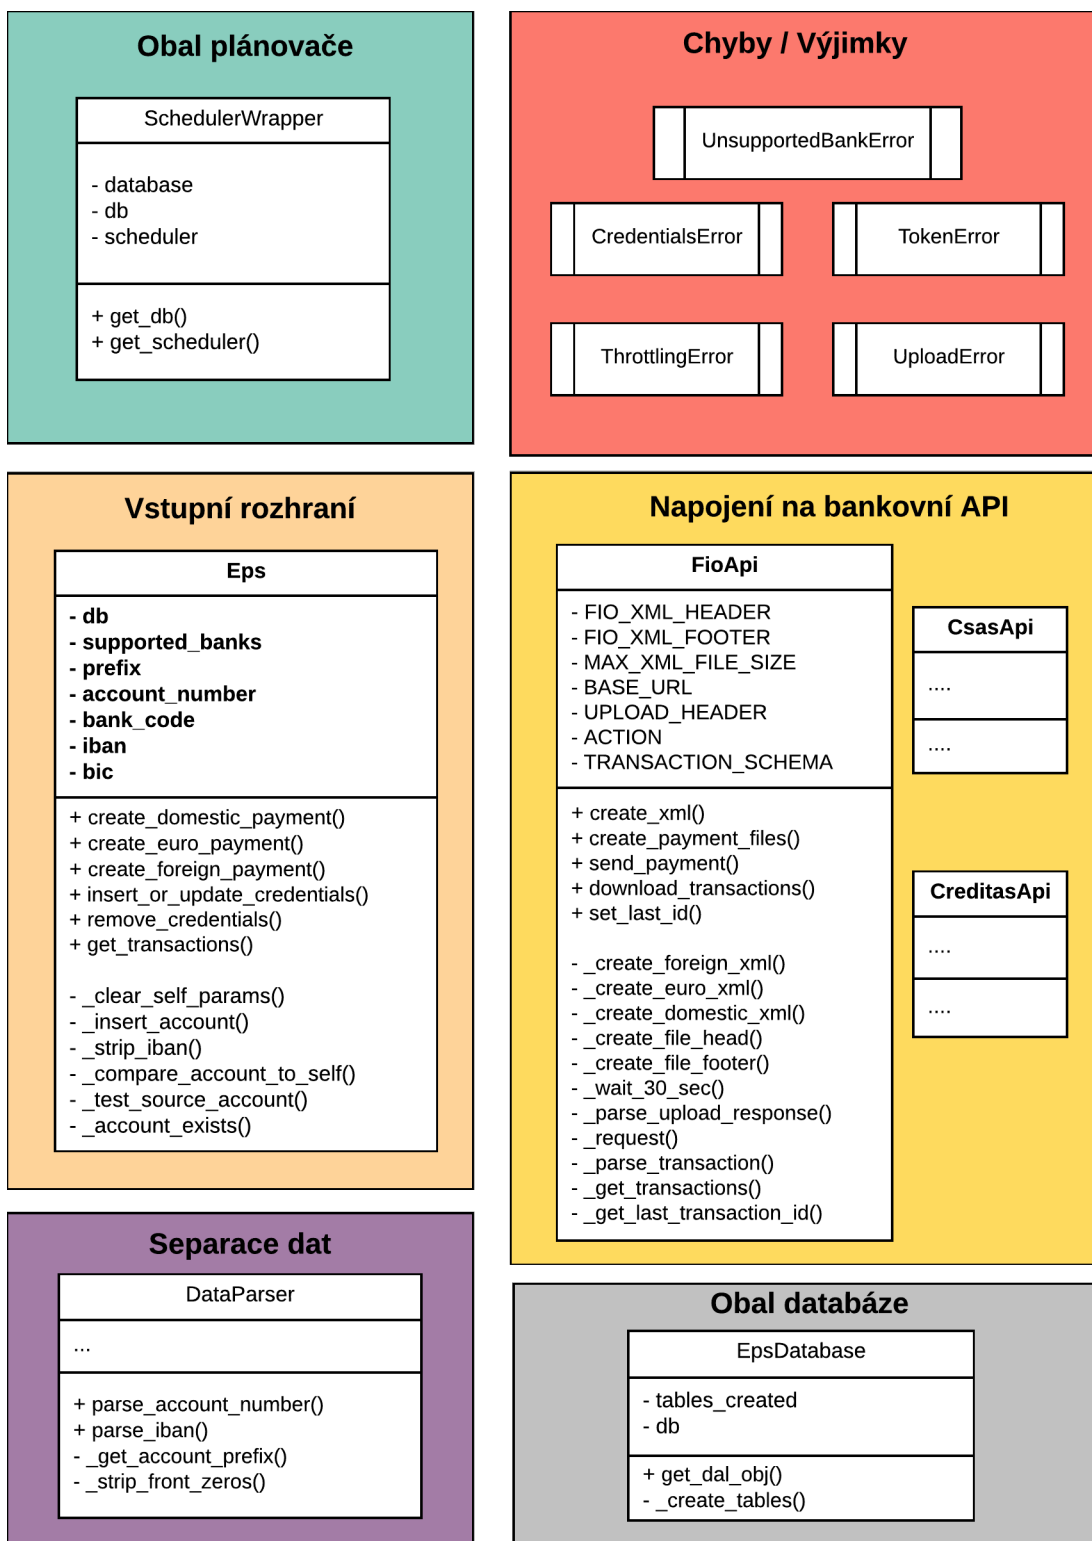 Obal plánovače
SchedulerWrapper
- database
- db
- scheduler
+ get_db()
+ get_scheduler()
Chyby / Výjimky
UnsupportedBankError
CredentialsError
TokenError
ThrottlingError
UploadError
Vstupní rozhraní
Eps
- db
- supported_banks
- prefix
- account_number
- bank_code
- iban
- bic
+ create_domestic_payment()
+ create_euro_payment()
+ create_foreign_payment()
+ insert_or_update_credentials()
+ remove_credentials()
+ get_transactions()
- _clear_self_params()
- _insert_account()
- _strip_iban()
- _compare_account_to_self()
- _test_source_account()
- _account_exists()
Napojení na bankovní API
FioApi
- FIO_XML_HEADER
- FIO_XML_FOOTER
- MAX_XML_FILE_SIZE
- BASE_URL
- UPLOAD_HEADER
- ACTION
- TRANSACTION_SCHEMA
+ create_xml()
+ create_payment_files()
+ send_payment()
+ download_transactions()
+ set_last_id()
- _create_foreign_xml()
- _create_euro_xml()
- _create_domestic_xml()
- _create_file_head()
- _create_file_footer()
- _wait_30_sec()
- _parse_upload_response()
- _request()
- _parse_transaction()
- _get_transactions()
- _get_last_transaction_id()
CsasApi
....
....
CreditasApi
....
....
Separace dat
DataParser
...
+ parse_account_number()
+ parse_iban()
- _get_account_prefix()
- _strip_front_zeros()
Obal databáze
EpsDatabase
- tables_created
- db
+ get_dal_obj()
- _create_tables()